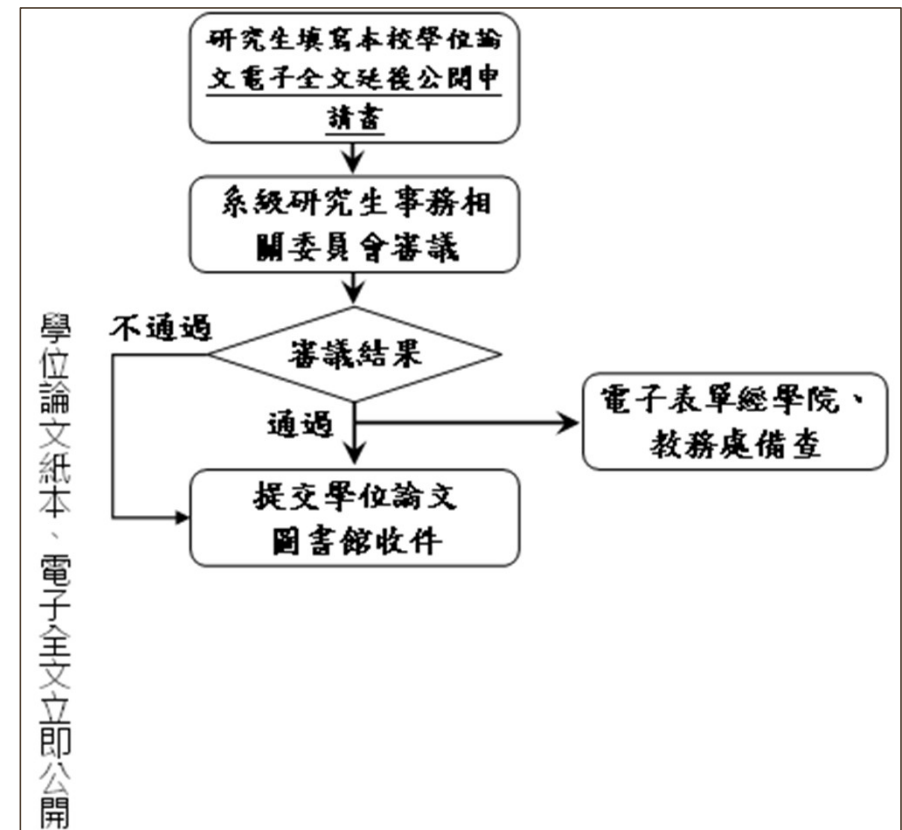 研究生填寫本校學位論
文電子全文延後公開申
請書
系級研究生事務相
關委員會審議
不通過
審議結果
通過
電子表單經學院、
教務處備查
提交學位論文
圖書館收件
學位論文紙本、電子全文立即公開